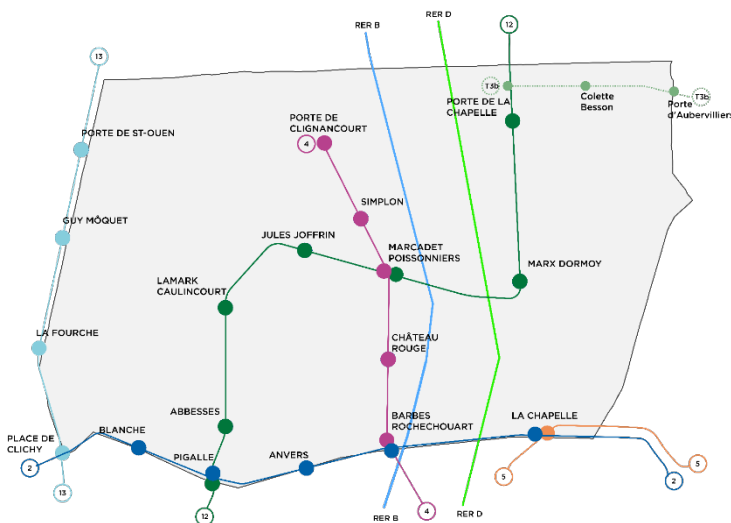 RER B
RER D
12
13
T3b
Colette
Besson
T3b
Porte
d'Aubervilliers
PORTE DE LA
CHAPELLE
PORTE DE
CLIGNANCOURT
4
PORTE DE ST-OUEN
SIMPLON
GUY MÔQUET
JULES JOFFRIN
MARCADET
POISSONNIERS
MARX DORMOY
LAMARK
CAULINCOURT
LA FOURCHE
CHÂTEAU
ROUGE
ABBESSES
BARBES
ROCHECHOUART
LA CHAPELLE
PLACE DE
CLICHY
BLANCHE
PIGALLE
ANVERS
2
13
12
RER B
4
RER D
5
2
5